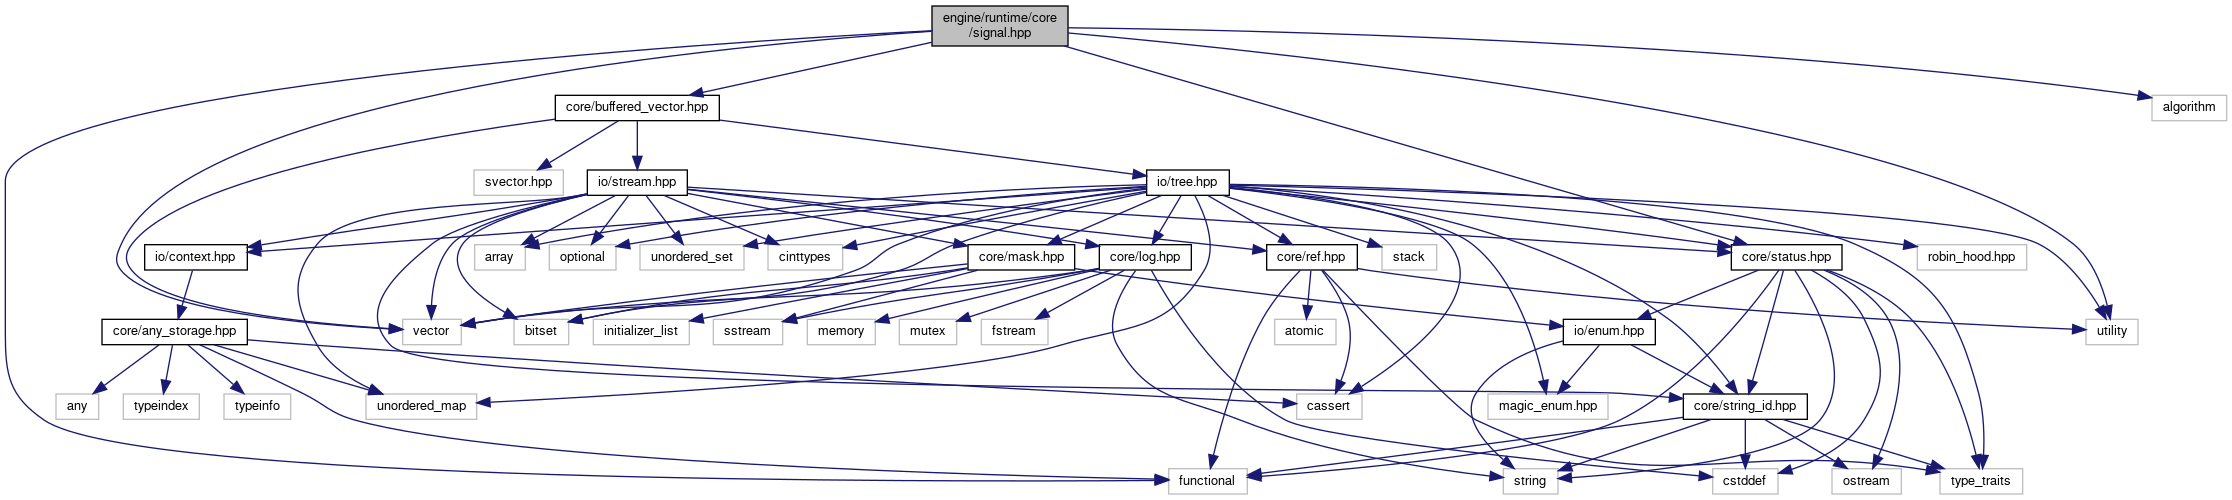 engine/runtime/core
/signal.hpp
core/buffered_vector.hpp
algorithm
svector.hpp
io/stream.hpp
io/tree.hpp
io/context.hpp
array
optional
unordered_set
cinttypes
core/mask.hpp
core/log.hpp
core/ref.hpp
stack
core/status.hpp
robin_hood.hpp
core/any_storage.hpp
vector
bitset
initializer_list
sstream
memory
mutex
fstream
atomic
io/enum.hpp
utility
any
typeindex
typeinfo
unordered_map
cassert
magic_enum.hpp
core/string_id.hpp
functional
string
cstddef
ostream
type_traits